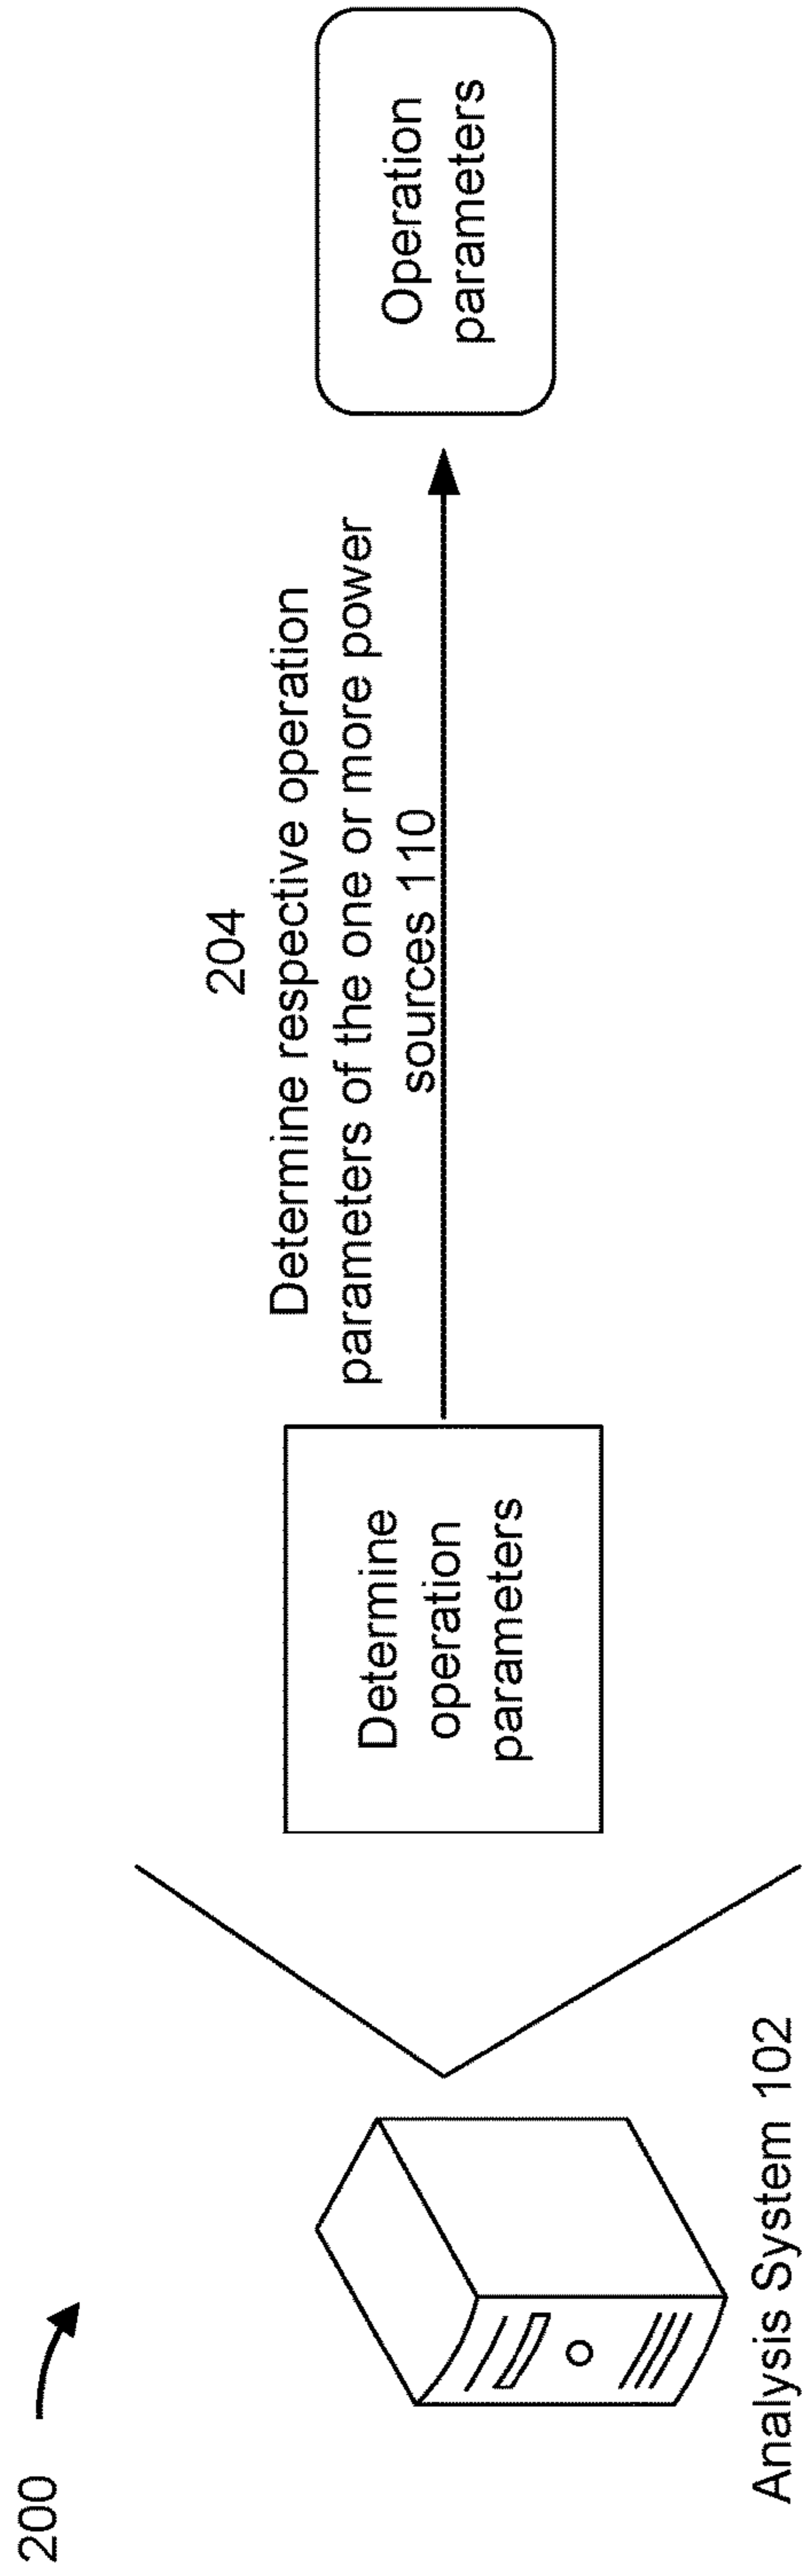 200
Analysis System 102
Determine
operation
parameters
204
Determine respective operation
parameters of the one or more power
sources 110
Operation
parameters